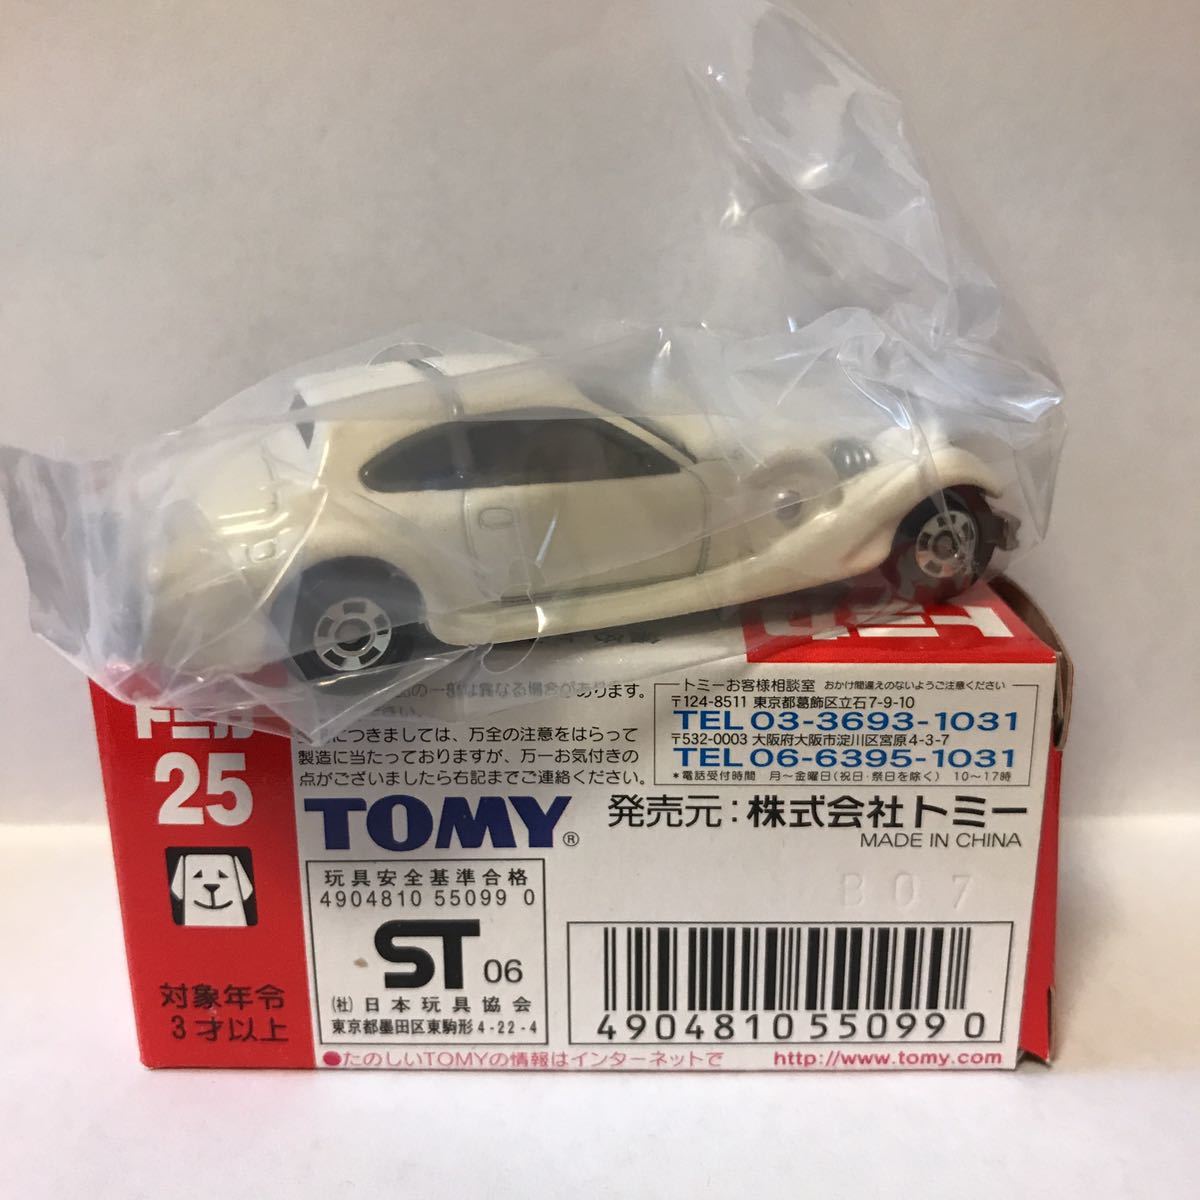 トミカ
トミカ
25
対象年令
3才以上
品の一部は異なる場合があります。
さい。
につきましては、万全の注意をはらって
製造に当たっておりますが、万一お気付きの
点がございましたら右記までご連絡ください。
トミーお客様相談室 おかけ間違えのないようご注意ください
〒124-8511 東京都葛飾区立石7-9-10
TEL 03-3693-1031
〒532-0003 大阪府大阪市淀川区宮原4-3-7
TEL 06-6395-1031
*電話受付時間 月〜金曜日(祝日・祭日を除く) 10〜17時
TOMY®
発売元:株式会社トミー
MADE IN CHINA
B07
玩具安全基準合格
4904810 55099 0
ST 06
(社)日本玩具協会
東京都墨田区東駒形4-22-4
4904810550990
●たのしいTOMYの情報はインターネットで http://www.tomy.com